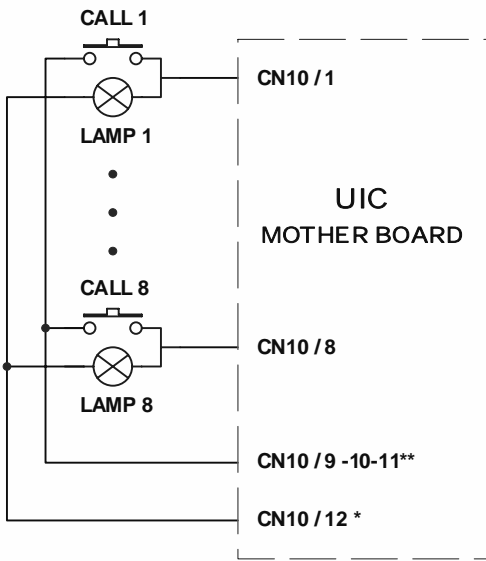 CALL 1
CN10 / 1
LAMP 1
UIC
MOTHER BOARD
CALL 8
CN10 / 8
LAMP 8
CN10 / 9 -10-11**
CN10 / 12 *